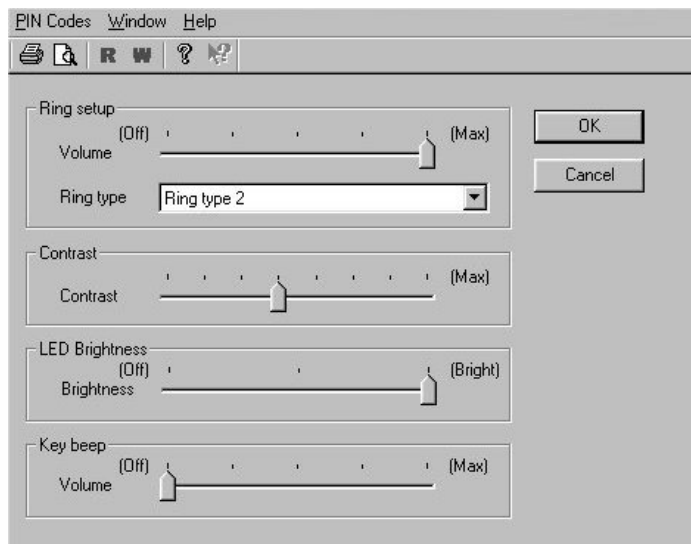 PIN Codes Window Help
R W ? ?
Ring setup
(Off) (Max)
Volume
Ring type Ring type 2
OK
Cancel
Contrast
(Max)
Contrast
LED Brightness
(Off) (Bright)
Brightness
Key beep
(Off) (Max)
Volume